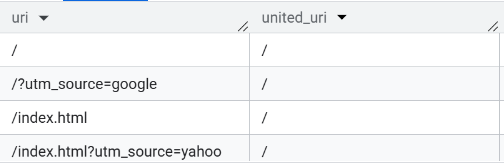 uri united_uri
/ /
/?utm_source=google /
/index.html /
/index.html?utm_source=yahoo /